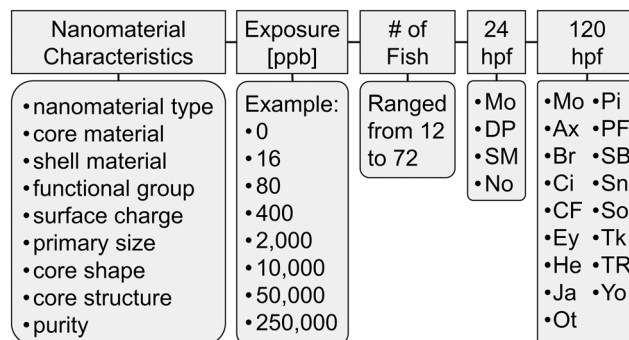 Nanomaterial
Characteristics
Exposure
[ppb]
# of
Fish
24
hpf
120
hpf
•nanomaterial type
•core material
•shell material
•functional group
•surface charge
•primary size
•core shape
•core structure
•purity
Example:
•0
•16
•80
•400
•2,000
•10,000
•50,000
•250,000
Ranged
from 12
to 72
•Mo
•DP
•SM
•No
•Mo •Pi
•Ax •PF
•Br •SB
•Ci •Sn
•CF •So
•Ey •Tk
•He •TR
•Ja •Yo
•Ot